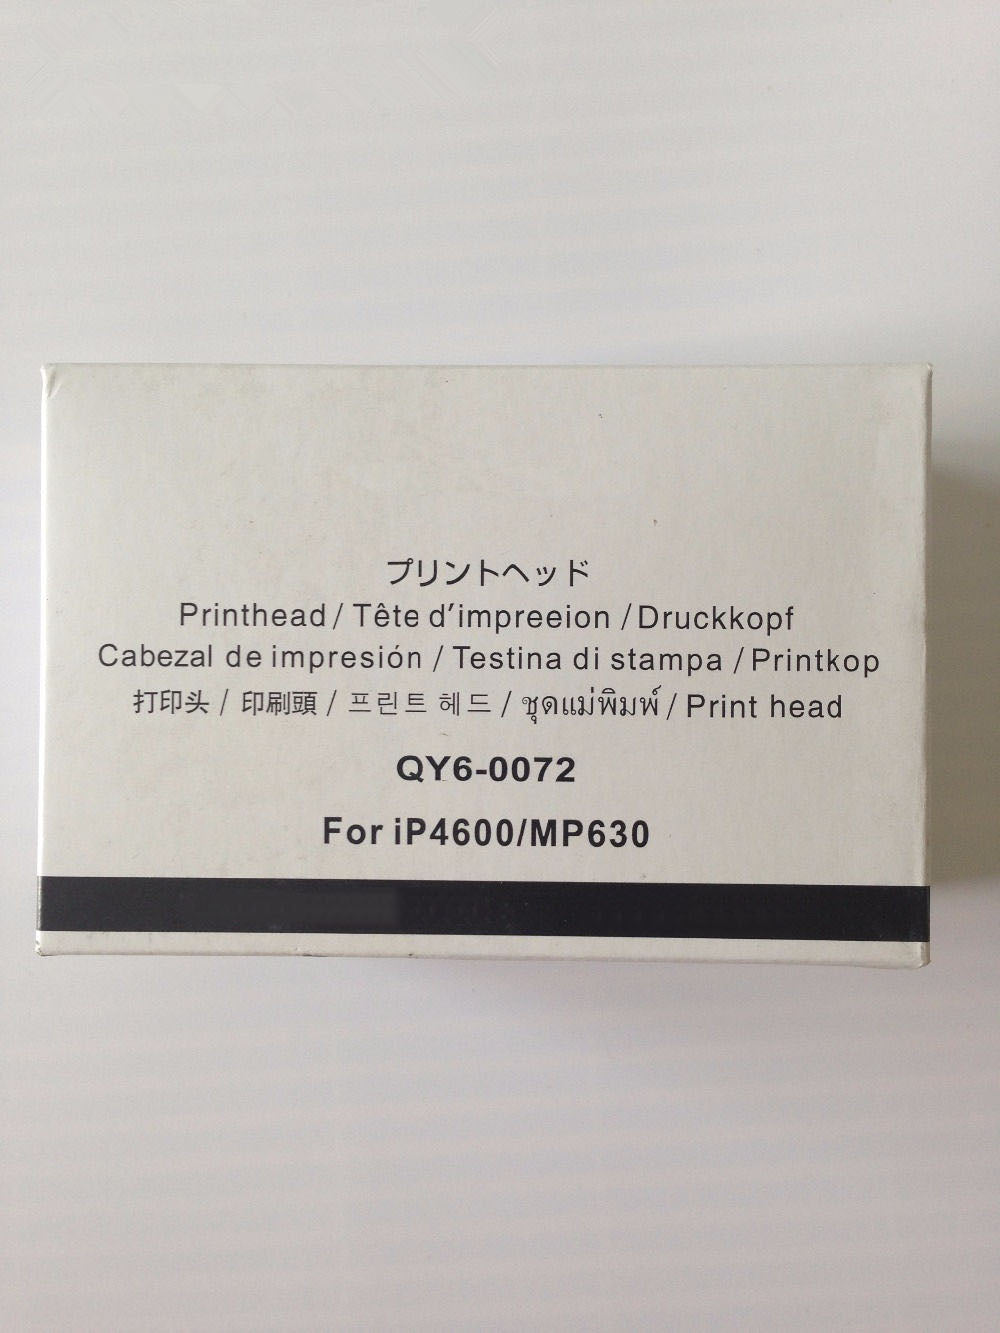 プリントヘッド
Printhead / Tête d'impreeion / Druckkopf
Cabezal de impresión / Testina di stampa / Printkop
打印头 / 印刷頭 / 프린트 헤드 / ชุดแม่พิมพ์ / Print head
QY6-0072
For iP4600/MP630